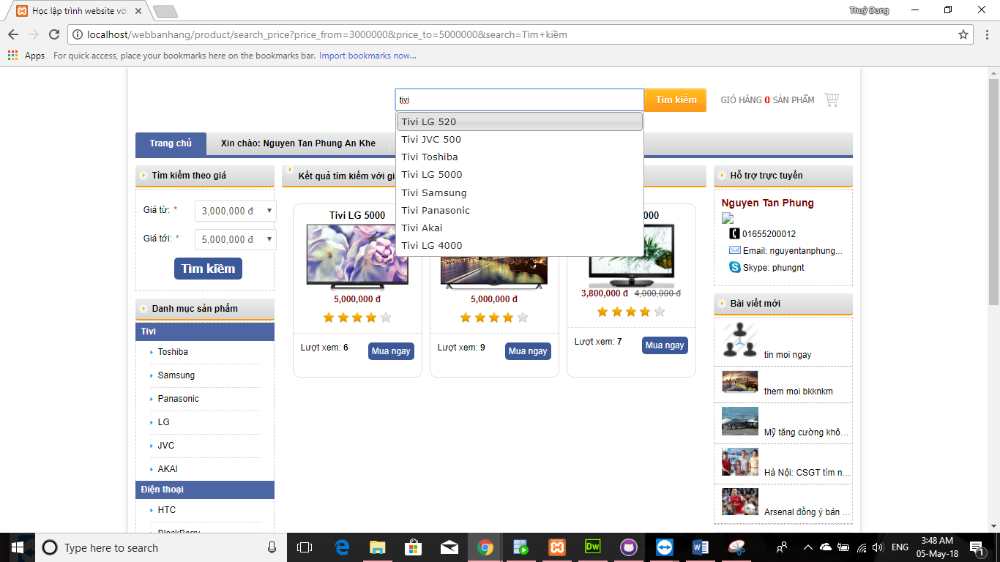 Học lập trình website với
Thuỳ Dung
localhost/webbanhang/product/search_price?price_from=3000000&price_to=5000000&search=Tìm+kiềm
Apps For quick access, place your bookmarks here on the bookmarks bar. Import bookmarks now...
tivi
Tìm kiếm
GIỎ HÀNG 0 SẢN PHẨM
Tivi LG 520
Tivi JVC 500
Tivi Toshiba
Tivi LG 5000
Tivi Samsung
Tivi Panasonic
Tivi Akai
Tivi LG 4000
Trang chủ
Xin chào: Nguyen Tan Phung An Khe
Tìm kiếm theo giá
Giá từ: *
3,000,000 đ
Giá tới: *
5,000,000 đ
Tìm kiềm
Danh mục sản phẩm
Tivi
Toshiba
Samsung
Panasonic
LG
JVC
AKAI
Điện thoại
HTC
BlackBerry
Kết quả tìm kiếm với gi
Tivi LG 5000
5,000,000 đ
Lượt xem: 6
Mua ngay
5,000,000 đ
Lượt xem: 9
Mua ngay
000
3,800,000 đ 4,000,000 đ
Lượt xem: 7
Mua ngay
Hỗ trợ trực tuyến
Nguyen Tan Phung
01655200012
Email: nguyentanphung...
Skype: phungnt
Bài viết mới
tin moi ngay
them moi bkknkm
Mỹ tăng cường khô...
Hà Nội: CSGT tìm n...
Arsenal đồng ý bán ...
Type here to search
Dw
ENG
3:48 AM
05-May-18
1